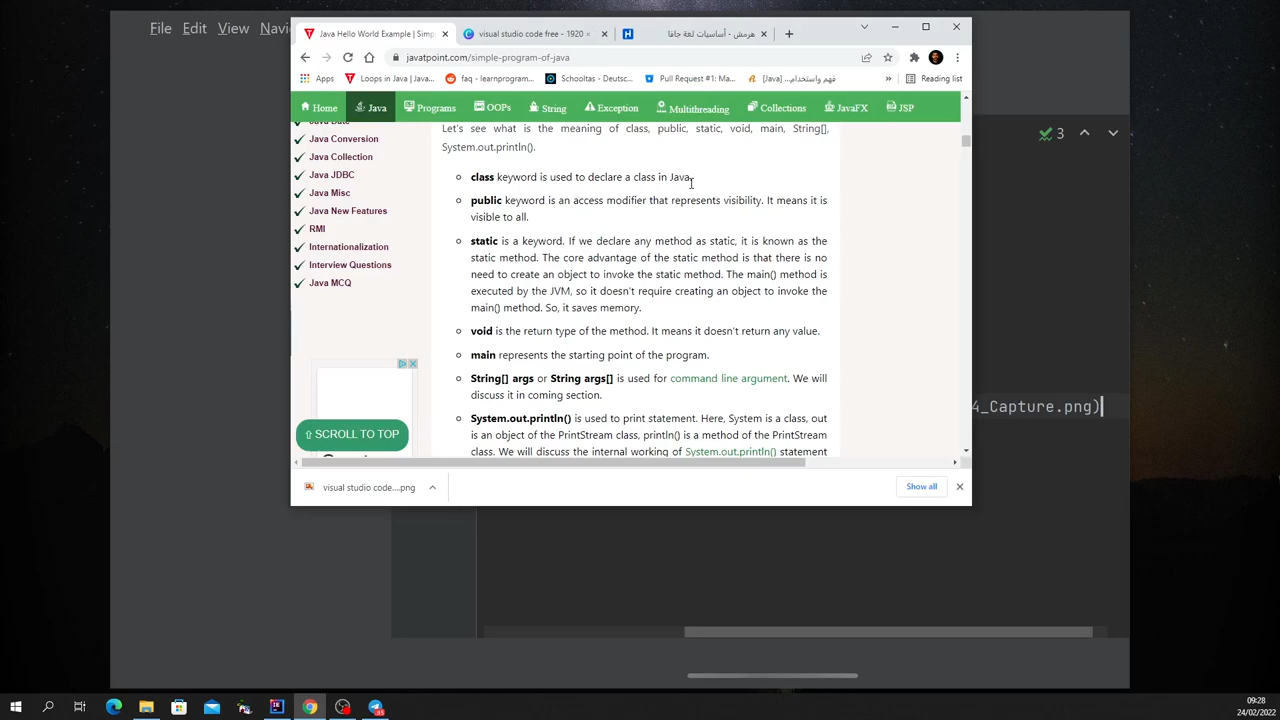 File Edit View Navi
Java Hello World Example | Simp
visual studio code free - 1920 ×
هرمش - أساسيات لغة جافا
javatpoint.com/simple-program-of-java
Apps
Loops in Java | Java...
faq - learnprogram...
Schooltas - Deutsc...
Pull Request #1: Ma...
[Java] فهم واستخدام...
»
Reading list
Home
Java
Programs
OOPs
String
Exception
Multithreading
Collections
JavaFX
JSP
Java Date
Java Conversion
Java Collection
Java JDBC
Java Misc
Java New Features
RMI
Internationalization
Interview Questions
Java MCQ
⇧ SCROLL TO TOP
Let's see what is the meaning of class, public, static, void, main, String[],
System.out.println().
class keyword is used to declare a class in Java.
public keyword is an access modifier that represents visibility. It means it is
visible to all.
static is a keyword. If we declare any method as static, it is known as the
static method. The core advantage of the static method is that there is no
need to create an object to invoke the static method. The main() method is
executed by the JVM, so it doesn't require creating an object to invoke the
main() method. So, it saves memory.
void is the return type of the method. It means it doesn't return any value.
main represents the starting point of the program.
String[] args or String args[] is used for command line argument. We will
discuss it in coming section.
System.out.println() is used to print statement. Here, System is a class, out
is an object of the PrintStream class, println() is a method of the PrintStream
class. We will discuss the internal working of System.out.println() statement
3
4_Capture.png)
visual studio code....png
Show all
85
09:28
24/02/2022